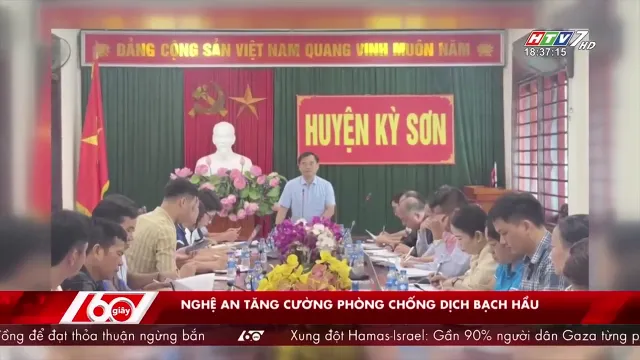 ĐẢNG CỘNG SẢN VIỆT NAM QUANG VINH MUÔN NĂM
HTV7 HD
18:37:15
HUYỆN KỲ SƠN
60 giây
NGHỆ AN TĂNG CƯỜNG PHÒNG CHỐNG DỊCH BẠCH HẦU
Tổng để đạt thỏa thuận ngừng bắn 60 Xung đột Hamas-Israel: Gần 90% người dân Gaza từng